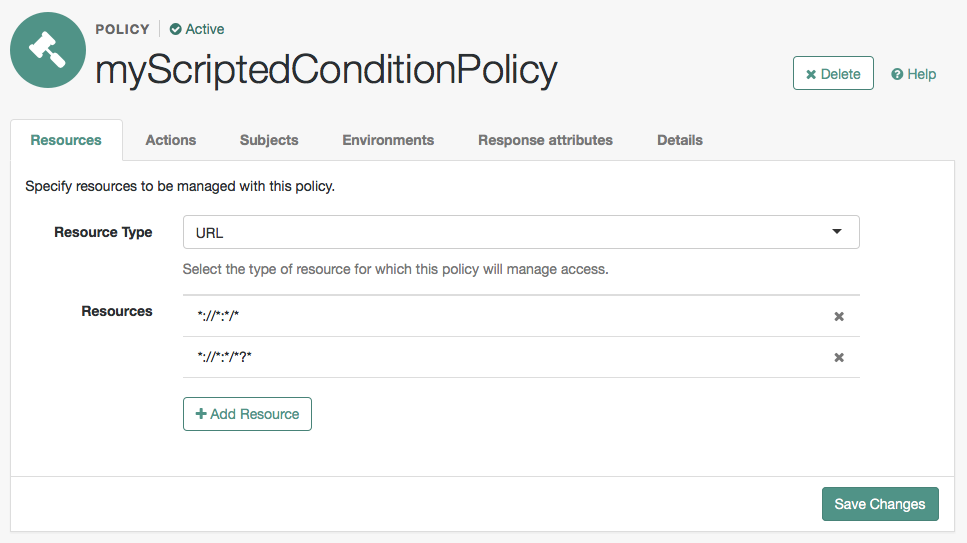 POLICY Active
myScriptedConditionPolicy
Delete Help
Resources Actions Subjects Environments Response attributes Details
Specify resources to be managed with this policy.
Resource Type URL
Select the type of resource for which this policy will manage access.
Resources *://*:*/*
*://*:*/*?*
Add Resource
Save Changes